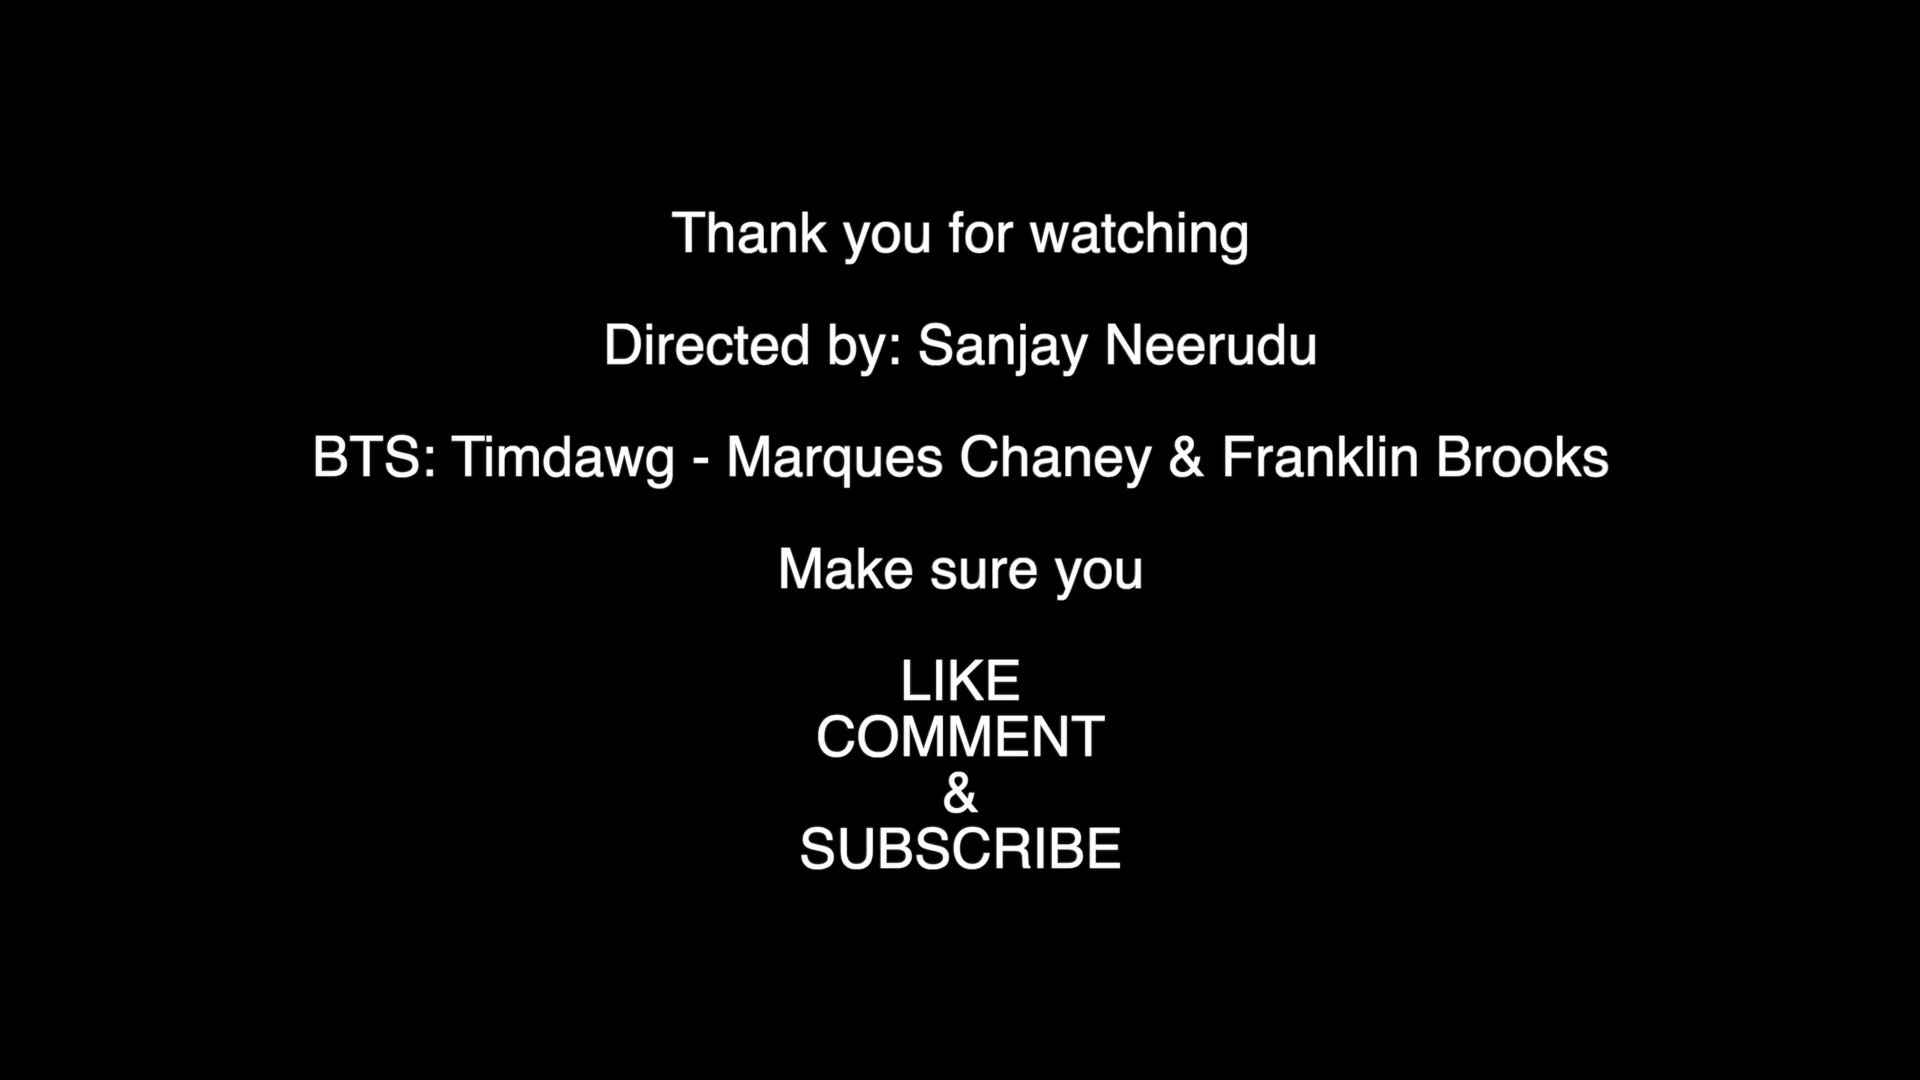 Thank you for watching
Directed by: Sanjay Neerudu
BTS: Timdawg - Marques Chaney & Franklin Brooks
Make sure you
LIKE
COMMENT
&
SUBSCRIBE